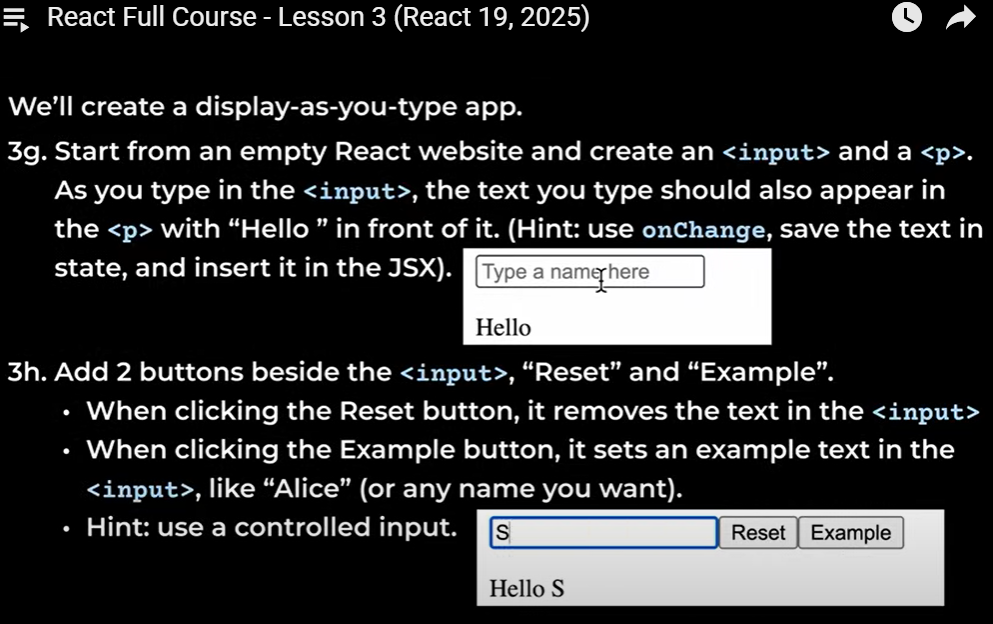 React Full Course - Lesson 3 (React 19, 2025)
We'll create a display-as-you-type app.
3g. Start from an empty React website and create an <input> and a <p>.
As you type in the <input>, the text you type should also appear in
the <p> with “Hello ” in front of it. (Hint: use onChange, save the text in
state, and insert it in the JSX).
Type a name here
Hello
3h. Add 2 buttons beside the <input>, “Reset” and “Example”.
• When clicking the Reset button, it removes the text in the <input>
• When clicking the Example button, it sets an example text in the
<input>, like “Alice” (or any name you want).
• Hint: use a controlled input.
S Reset Example
Hello S